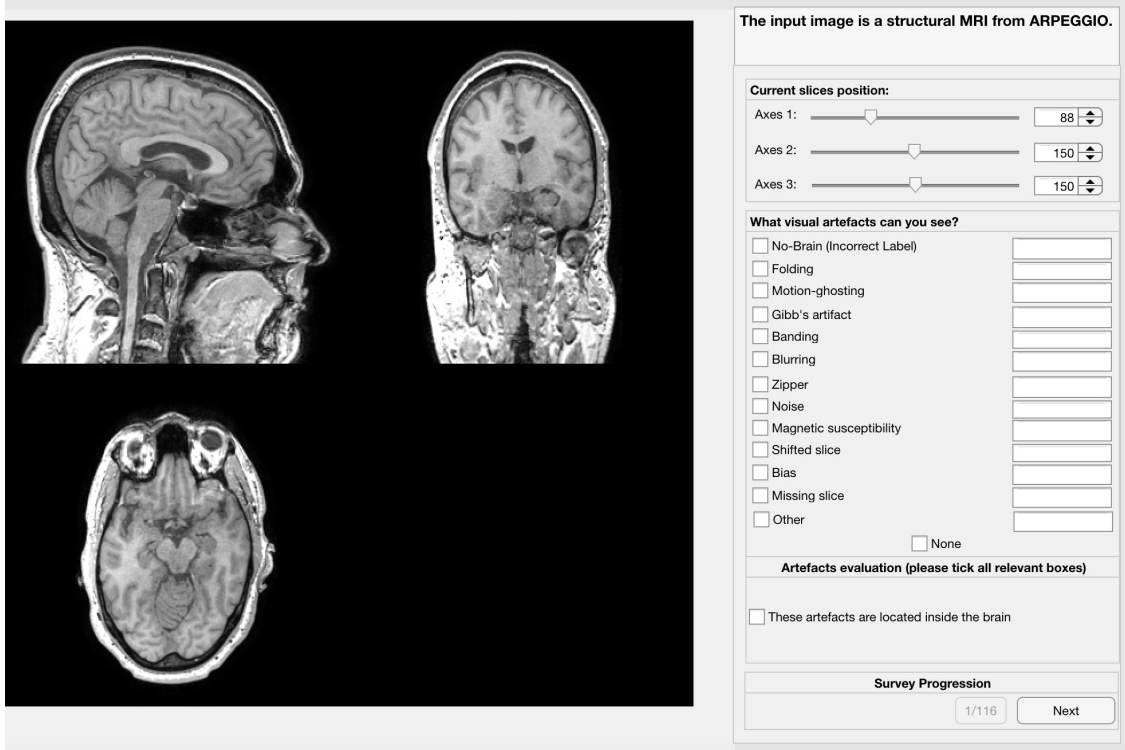 The input image is a structural MRI from ARPEGGIO.
Current slices position:
Axes 1: 88
Axes 2: 150
Axes 3: 150
What visual artefacts can you see?
No-Brain (Incorrect Label)
Folding
Motion-ghosting
Gibb's artifact
Banding
Blurring
Zipper
Noise
Magnetic susceptibility
Shifted slice
Bias
Missing slice
Other
None
Artefacts evaluation (please tick all relevant boxes)
These artefacts are located inside the brain
Survey Progression
1/116 Next